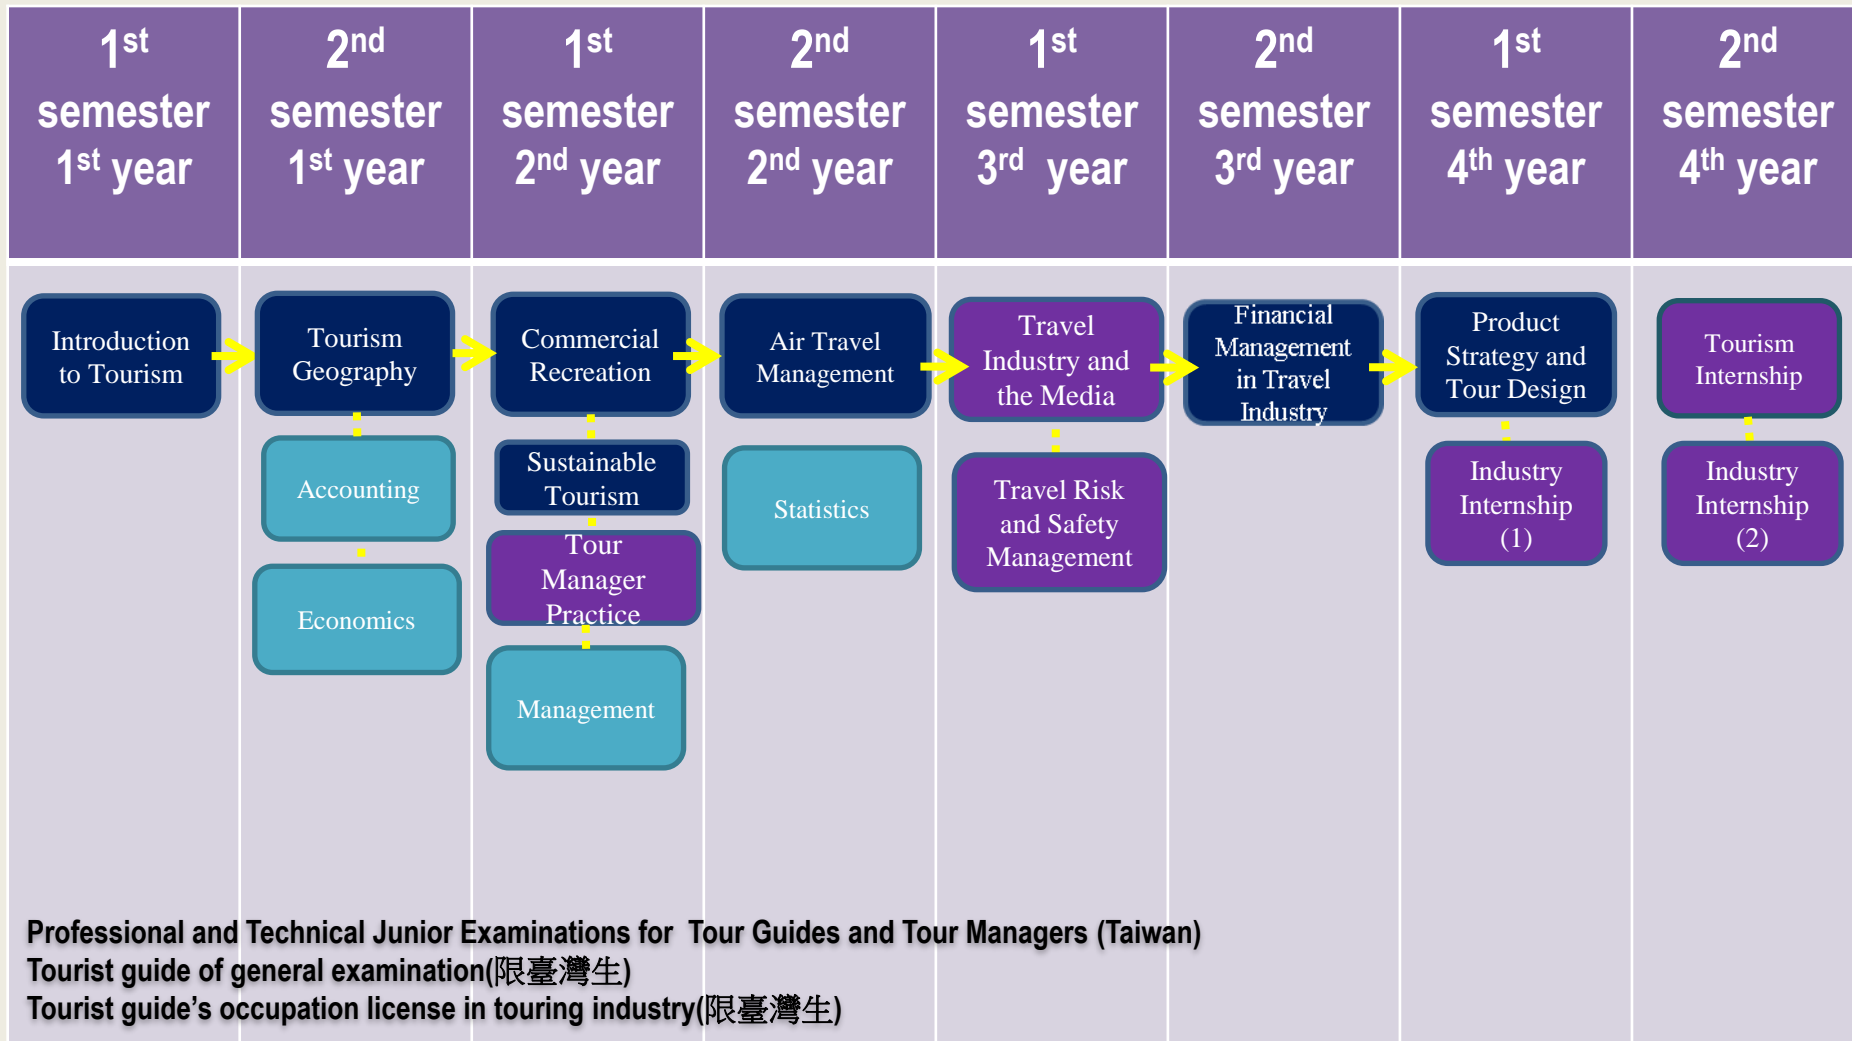 1st
semester
1st year
2nd
semester
1st year
1st
semester
2nd year
2nd
semester
2nd year
1st
semester
3rd year
2nd
semester
3rd year
1st
semester
4th year
2nd
semester
4th year
Introduction
to Tourism
Tourism
Geography
Accounting
Economics
Commercial
Recreation
Sustainable
Tourism
Tour
Manager
Practice
Management
Air Travel
Management
Statistics
Travel
Industry and
the Media
Travel Risk
and Safety
Management
Financial
Management
in Travel
Industry
Product
Strategy and
Tour Design
Industry
Internship
(1)
Tourism
Internship
Industry
Internship
(2)
Professional and Technical Junior Examinations for Tour Guides and Tour Managers (Taiwan)
Tourist guide of general examination(限臺灣生)
Tourist guide’s occupation license in touring industry(限臺灣生)